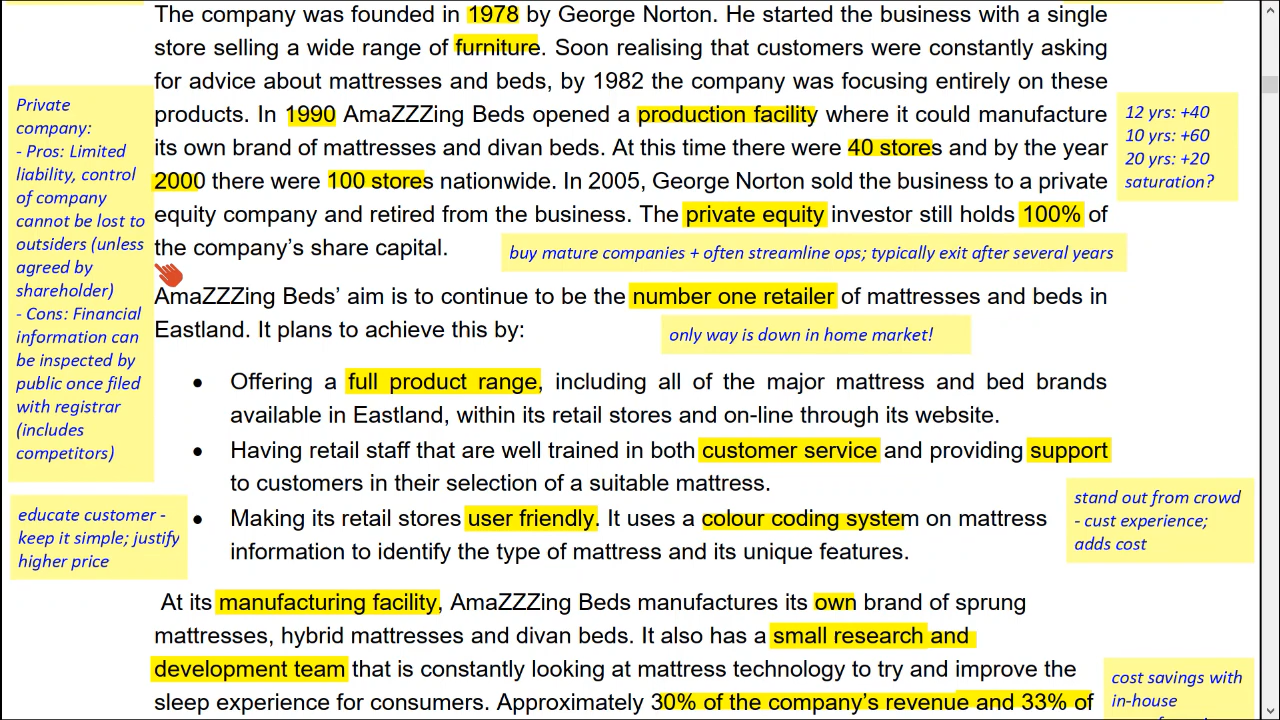 The company was founded in 1978 by George Norton. He started the business with a single
store selling a wide range of furniture. Soon realising that customers were constantly asking
for advice about mattresses and beds, by 1982 the company was focusing entirely on these
products. In 1990 AmaZZZing Beds opened a production facility where it could manufacture
its own brand of mattresses and divan beds. At this time there were 40 stores and by the year
2000 there were 100 stores nationwide. In 2005, George Norton sold the business to a private
equity company and retired from the business. The private equity investor still holds 100% of
the company's share capital.
buy mature companies + often streamline ops; typically exit after several years
Private
company:
- Pros: Limited
liability, control
of company
cannot be lost to
outsiders (unless
agreed by
shareholder)
- Cons: Financial
information can
be inspected by
public once filed
with registrar
(includes
competitors)
12 yrs: +40
10 yrs: +60
20 yrs: +20
saturation?
AmaZZZing Beds' aim is to continue to be the number one retailer of mattresses and beds in
Eastland. It plans to achieve this by:
only way is down in home market!
• Offering a full product range, including all of the major mattress and bed brands
available in Eastland, within its retail stores and on-line through its website.
• Having retail staff that are well trained in both customer service and providing support
to customers in their selection of a suitable mattress.
• Making its retail stores user friendly. It uses a colour coding system on mattress
information to identify the type of mattress and its unique features.
educate customer -
keep it simple; justify
higher price
stand out from crowd
- cust experience;
adds cost
At its manufacturing facility, AmaZZZing Beds manufactures its own brand of sprung
mattresses, hybrid mattresses and divan beds. It also has a small research and
development team that is constantly looking at mattress technology to try and improve the
sleep experience for consumers. Approximately 30% of the company's revenue and 33% of
cost savings with
in-house